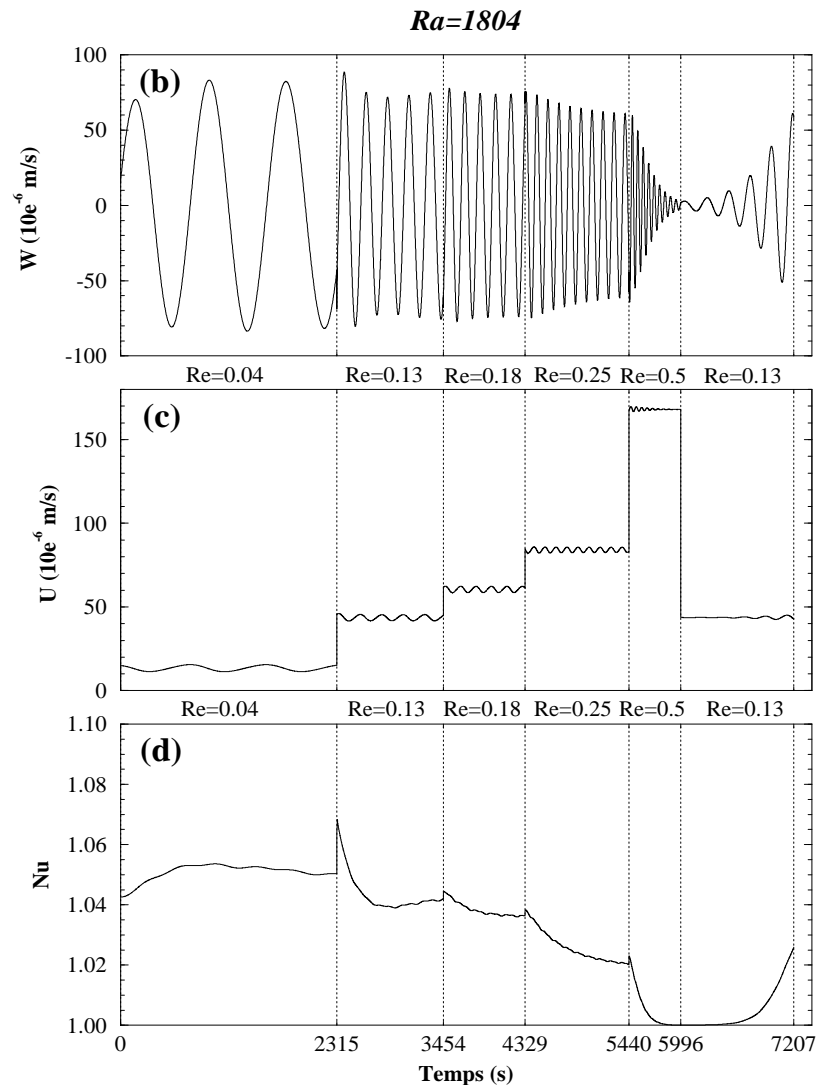 Ra=1804
(b)
100
50
0
-50
-100
W (10e⁻⁶ m/s)
Re=0.04 Re=0.13 Re=0.18 Re=0.25 Re=0.5 Re=0.13
(c)
150
100
50
0
U (10e⁻⁶ m/s)
Re=0.04 Re=0.13 Re=0.18 Re=0.25 Re=0.5 Re=0.13
(d)
1.10
1.08
1.06
1.04
1.02
1.00
Nu
0 2315 3454 4329 5440 5996 7207
Temps (s)